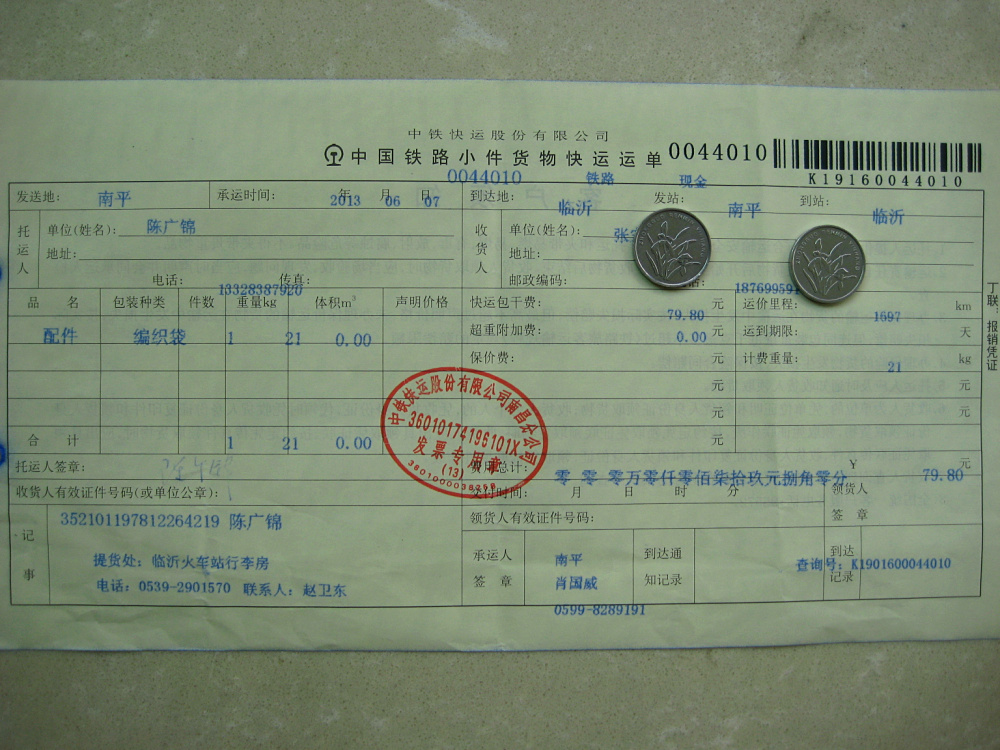 中铁快运股份有限公司
中国铁路小件货物快运运单 0044010
K19160044010
0044010 铁路 现金
发送地: 南平 承运时间: 2013年06月07日 到达地: 临沂 发站: 南平 到站: 临沂
托运人 单位(姓名): 陈广锦 收货人 单位(姓名): 张
地址: 地址:
电话: 13328387920 传真: 邮政编码: 18769959
品名 包装种类 件数 重量kg 体积m³ 声明价格 快运包干费: 79.80 元 运价里程: 1697 km
配件 编织袋 1 21 0.00 超重附加费: 0.00 元 运到期限: 天
保价费: 元 计费重量: 21 kg
元 元
元 元
合计 1 21 0.00 元
托运人签章: 费用总计: 零 零 零万零仟零佰柒拾玖元捌角零分 ¥ 79.80 元
收货人有效证件号码(或单位公章): 交付时间: 月 日 时 分 领货人签章
记事 352101197812264219 陈广锦 领货人有效证件号码:
提货处: 临沂火车站行李房
电话: 0539-2901570 联系人: 赵卫东
承运人签章 南平 肖国威 到达通知记录 到达记录 查询号: K1901600044010
0599-8289191
丁联:报销凭证
中铁快运股份有限公司南昌分公司
36010174196101X
发票专用章
(13)